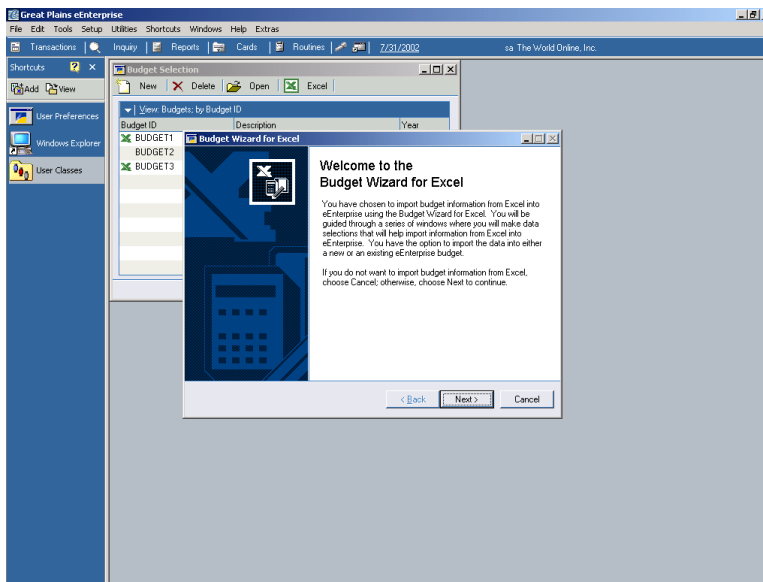 Great Plains eEnterprise
File Edit Tools Setup Utilities Shortcuts Windows Help Extras
Transactions Inquiry Reports Cards Routines 7/31/2002 sa The World Online, Inc.
Shortcuts
Add View
User Preferences
Windows Explorer
User Classes
Budget Selection
New Delete Open Excel
View: Budgets; by Budget ID
Budget ID Description Year
BUDGET1
BUDGET2
BUDGET3
Budget Wizard for Excel
Welcome to the
Budget Wizard for Excel
You have chosen to import budget information from Excel into
eEnterprise using the Budget Wizard for Excel. You will be
guided through a series of windows where you will make data
selections that will help import information from Excel into
eEnterprise. You have the option to import the data into either
a new or an existing eEnterprise budget.
If you do not want to import budget information from Excel,
choose Cancel; otherwise, choose Next to continue.
< Back Next > Cancel